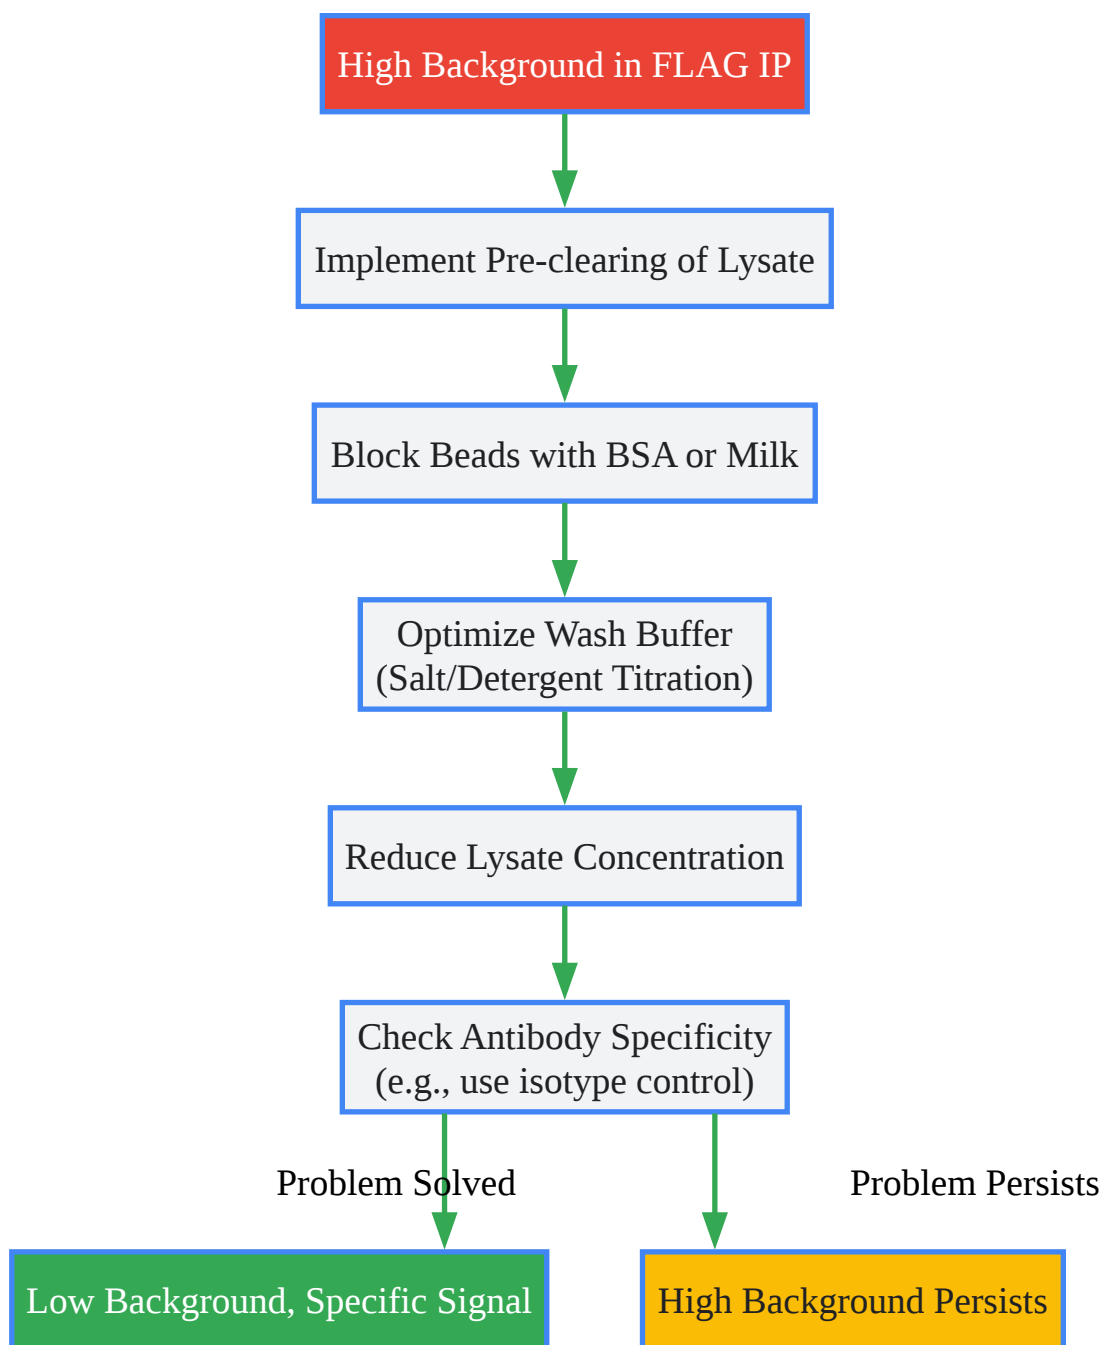 High Background in FLAG IP
Implement Pre-clearing of Lysate
Block Beads with BSA or Milk
Optimize Wash Buffer
(Salt/Detergent Titration)
Reduce Lysate Concentration
Check Antibody Specificity
(e.g., use isotype control)
Problem Solved
Problem Persists
Low Background, Specific Signal
High Background Persists